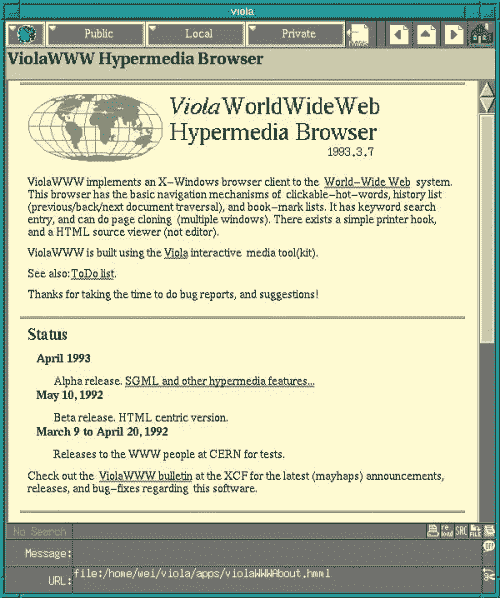 viola
Public Local Private
ViolaWWW Hypermedia Browser
Viola WorldWideWeb
Hypermedia Browser
1993.3.7
ViolaWWW implements an X-Windows browser client to the World-Wide Web system.
This browser has the basic navigation mechanisms of clickable-hot-words, history list
(previous/back/next document traversal), and book-mark lists. It has keyword search
entry, and can do page cloning (multiple windows). There exists a simple printer hook,
and a HTML source viewer (not editor).
ViolaWWW is built using the Viola interactive media tool(kit).
See also: ToDo list.
Thanks for taking the time to do bug reports, and suggestions!
Status
April 1993
Alpha release. SGML and other hypermedia features...
May 10, 1992
Beta release. HTML centric version.
March 9 to April 20, 1992
Releases to the WWW people at CERN for tests.
Check out the ViolaWWW bulletin at the XCF for the latest (mayhaps) announcements,
releases, and bug-fixes regarding this software.
No Search re load SRC FILE
Message:
URL: file:/home/wei/viola/apps/violaWWWAbout.hmml